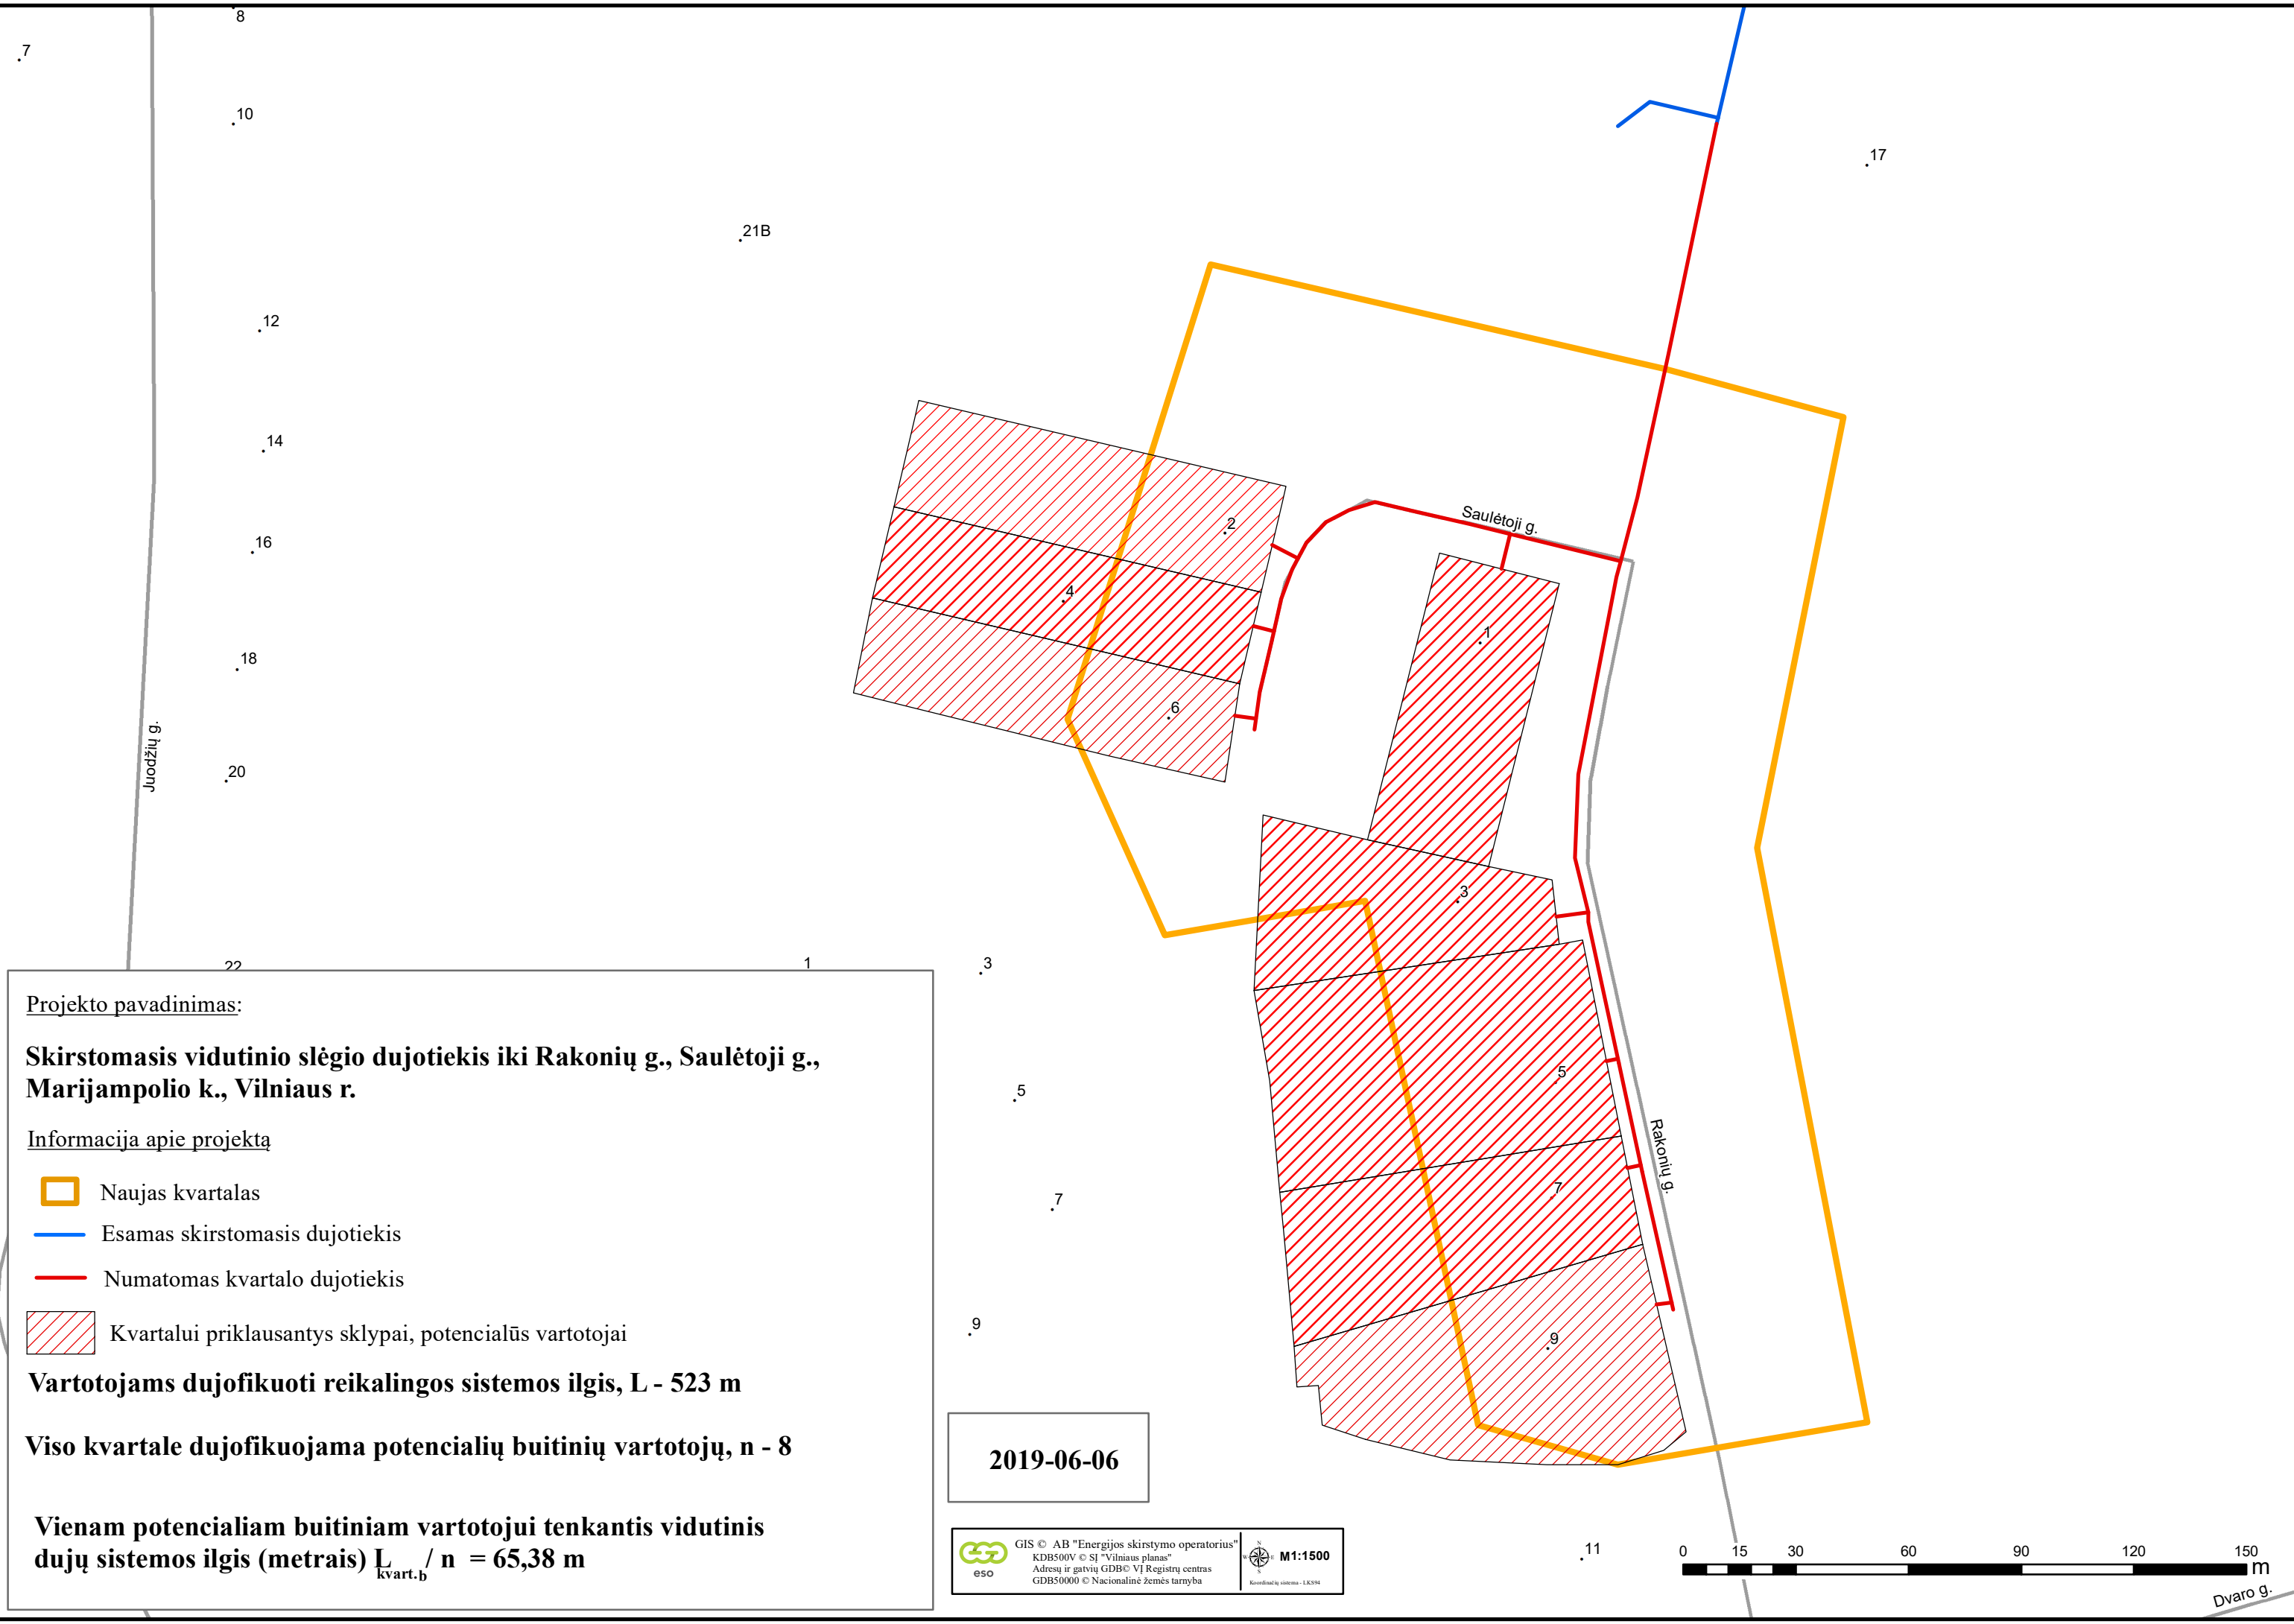 8
7
10
17
21B
12
14
2
Saulėtoji g.
16
4
1
18
6
Juodžių g.
20
3
22
1
3
Projekto pavadinimas:
Skirstomasis vidutinio slėgio dujotiekis iki Rakonių g., Saulėtoji g.,
Marijampolio k., Vilniaus r.
5
5
Informacija apie projektą
Rakonių g.
Naujas kvartalas
7
7
Esamas skirstomasis dujotiekis
Numatomas kvartalo dujotiekis
Kvartalui priklausantys sklypai, potencialūs vartotojai
9
9
Vartotojams dujofikuoti reikalingos sistemos ilgis, L - 523 m
Viso kvartale dujofikuojama potencialių buitinių vartotojų, n - 8
2019-06-06
Vienam potencialiam buitiniam vartotojui tenkantis vidutinis
dujų sistemos ilgis (metrais) L kvart.b / n = 65,38 m
eso
GIS © AB "Energijos skirstymo operatorius"
KDB500V © SĮ "Vilniaus planas"
Adresų ir gatvių GDB© VĮ Registrų centras
GDB50000 © Nacionalinė žemės tarnyba
N
W E
S
M1:1500
Koordinačių sistema - LKS94
11
0 15 30 60 90 120 150
m
Dvaro g.